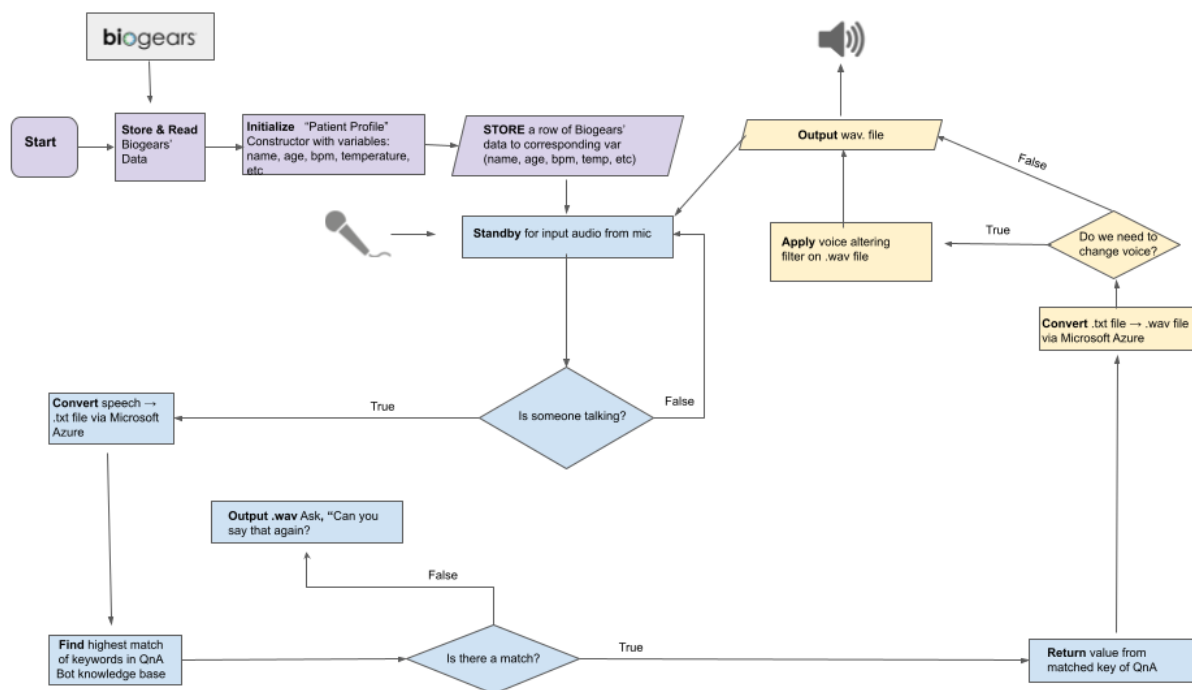 biogears
Start
Store & Read
Biogears'
Data
Initialize “Patient Profile”
Constructor with variables:
name, age, bpm, temperature,
etc
STORE a row of Biogears'
data to corresponding var
(name, age, bpm, temp, etc)
Output wav. file
False
Standby for input audio from mic
Apply voice altering
filter on .wav file
True
Do we need to
change voice?
Convert .txt file → .wav file
via Microsoft Azure
Convert speech →
.txt file via Microsoft
Azure
True
Is someone talking?
False
Output .wav Ask, “Can you
say that again?
False
Find highest match
of keywords in QnA
Bot knowledge base
Is there a match?
True
Return value from
matched key of QnA